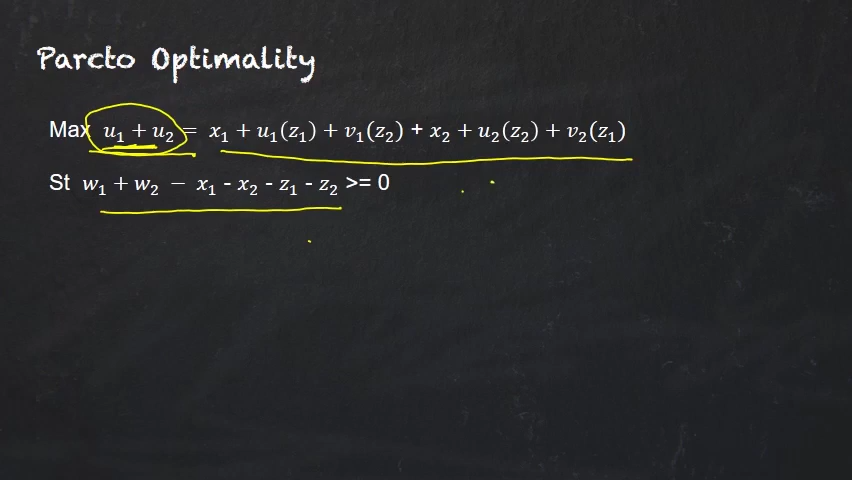 Parcto Optimality
Max u₁ + u₂ = x₁ + u₁(z₁) + v₁(z₂) + x₂ + u₂(z₂) + v₂(z₁)
St w₁ + w₂ − x₁ - x₂ - z₁ - z₂ >= 0